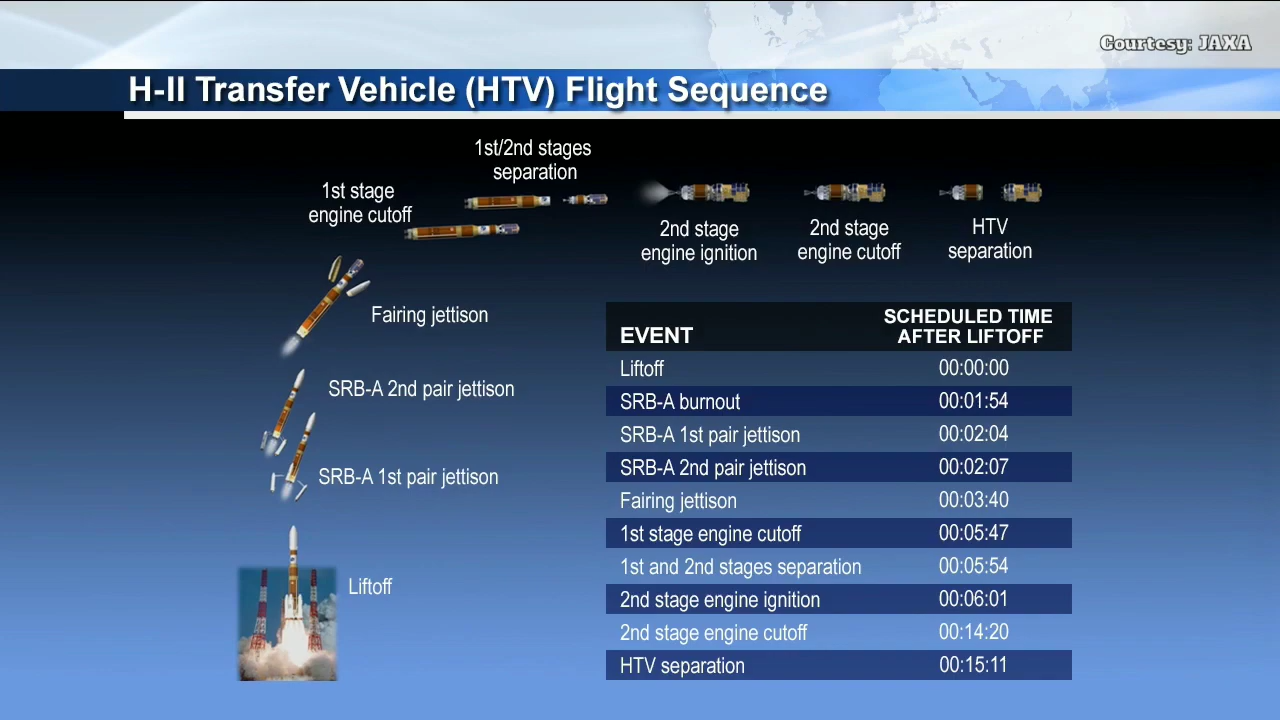 Courtesy: JAXA
H-II Transfer Vehicle (HTV) Flight Sequence
1st/2nd stages
separation
1st stage
engine cutoff
2nd stage
engine ignition
2nd stage
engine cutoff
HTV
separation
Fairing jettison
SRB-A 2nd pair jettison
SRB-A 1st pair jettison
Liftoff
EVENT SCHEDULED TIME
AFTER LIFTOFF
Liftoff 00:00:00
SRB-A burnout 00:01:54
SRB-A 1st pair jettison 00:02:04
SRB-A 2nd pair jettison 00:02:07
Fairing jettison 00:03:40
1st stage engine cutoff 00:05:47
1st and 2nd stages separation 00:05:54
2nd stage engine ignition 00:06:01
2nd stage engine cutoff 00:14:20
HTV separation 00:15:11